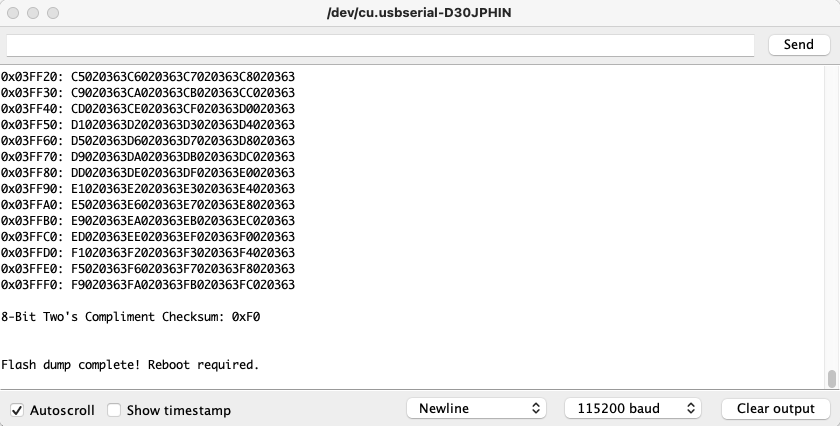 /dev/cu.usbserial-D30JPHIN
Send
0x03FF20: C5020363C6020363C7020363C8020363
0x03FF30: C9020363CA020363CB020363CC020363
0x03FF40: CD020363CE020363CF020363D0020363
0x03FF50: D1020363D2020363D3020363D4020363
0x03FF60: D5020363D6020363D7020363D8020363
0x03FF70: D9020363DA020363DB020363DC020363
0x03FF80: DD020363DE020363DF020363E0020363
0x03FF90: E1020363E2020363E3020363E4020363
0x03FFA0: E5020363E6020363E7020363E8020363
0x03FFB0: E9020363EA020363EB020363EC020363
0x03FFC0: ED020363EE020363EF020363F0020363
0x03FFD0: F1020363F2020363F3020363F4020363
0x03FFE0: F5020363F6020363F7020363F8020363
0x03FFF0: F9020363FA020363FB020363FC020363
8-Bit Two's Compliment Checksum: 0xF0
Flash dump complete! Reboot required.
Autoscroll Show timestamp Newline 115200 baud Clear output